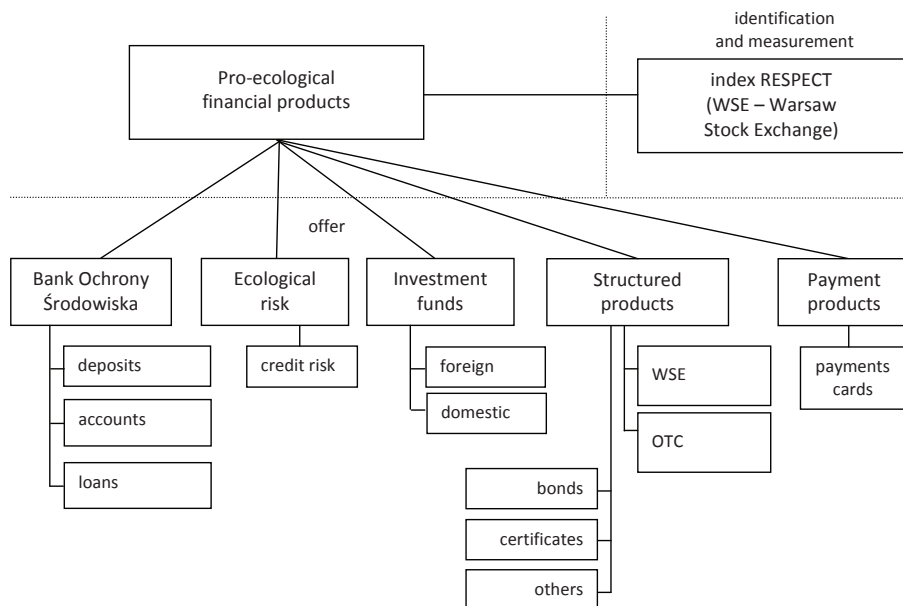 identification
and measurement
Pro-ecological
financial products
index RESPECT
(WSE – Warsaw
Stock Exchange)
offer
Bank Ochrony
Środowiska
Ecological
risk
Investment
funds
Structured
products
Payment
products
deposits
accounts
loans
credit risk
foreign
domestic
WSE
OTC
bonds
certificates
others
payments
cards